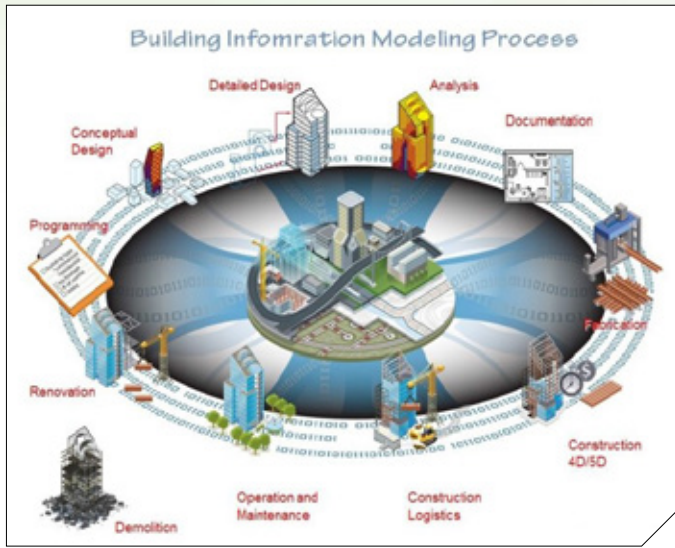 Building Infomration Modeling Process
Detailed Design
Analysis
Conceptual
Design
Documentation
Programming
Fabrication
Renovation
Construction
4D/5D
Operation and
Maintenance
Construction
Logistics
Demolition